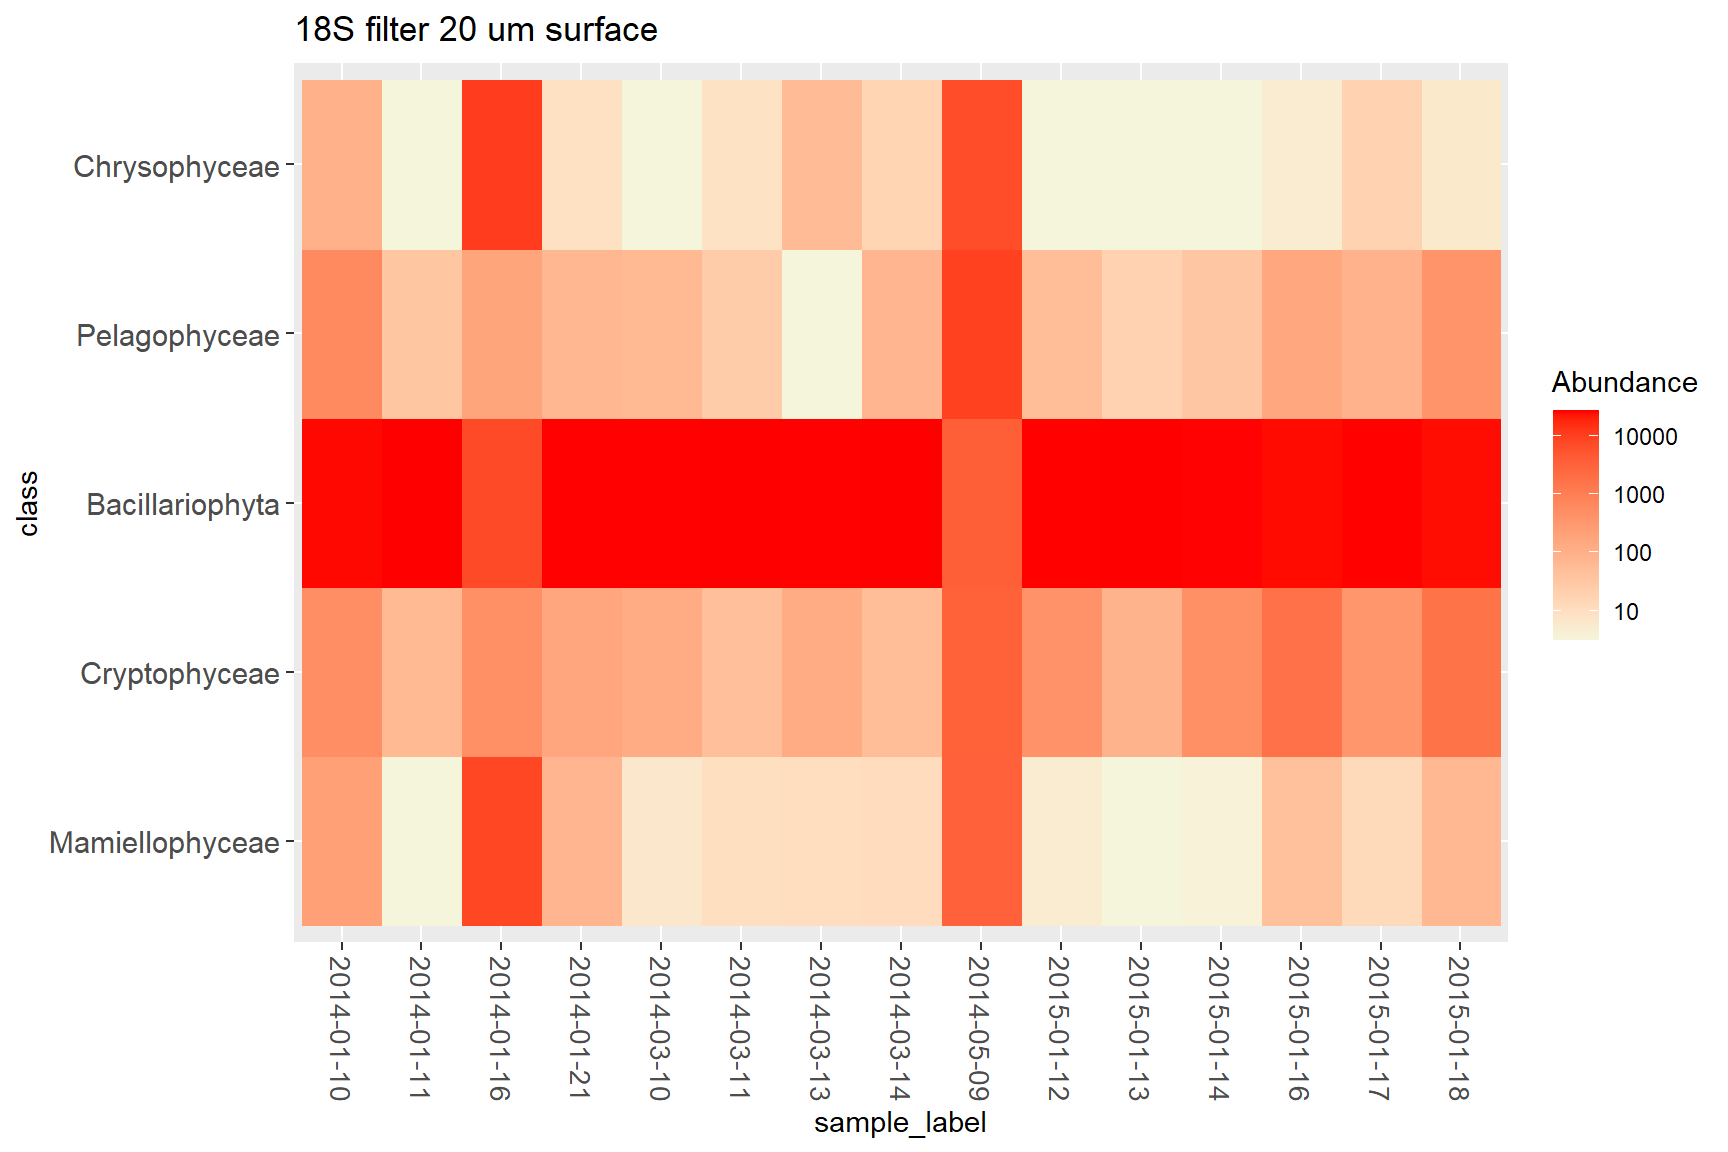 18S filter 20 um surface
class
Chrysophyceae
Pelagophyceae
Bacillariophyta
Cryptophyceae
Mamiellophyceae
2014-01-10
2014-01-11
2014-01-16
2014-01-21
2014-03-10
2014-03-11
2014-03-13
2014-03-14
2014-05-09
2015-01-12
2015-01-13
2015-01-14
2015-01-16
2015-01-17
2015-01-18
sample_label
Abundance
10000
1000
100
10